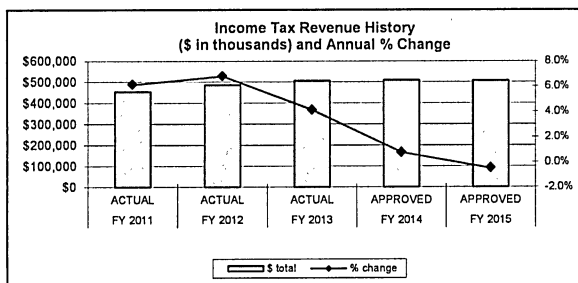 Income Tax Revenue History
($ in thousands) and Annual % Change
$600,000
$500,000
$400,000
$300,000
$200,000
$100,000
$0
8.0%
6.0%
4.0%
2.0%
0.0%
-2.0%
ACTUAL ACTUAL ACTUAL APPROVED APPROVED
FY 2011 FY 2012 FY 2013 FY 2014 FY 2015
$ total % change